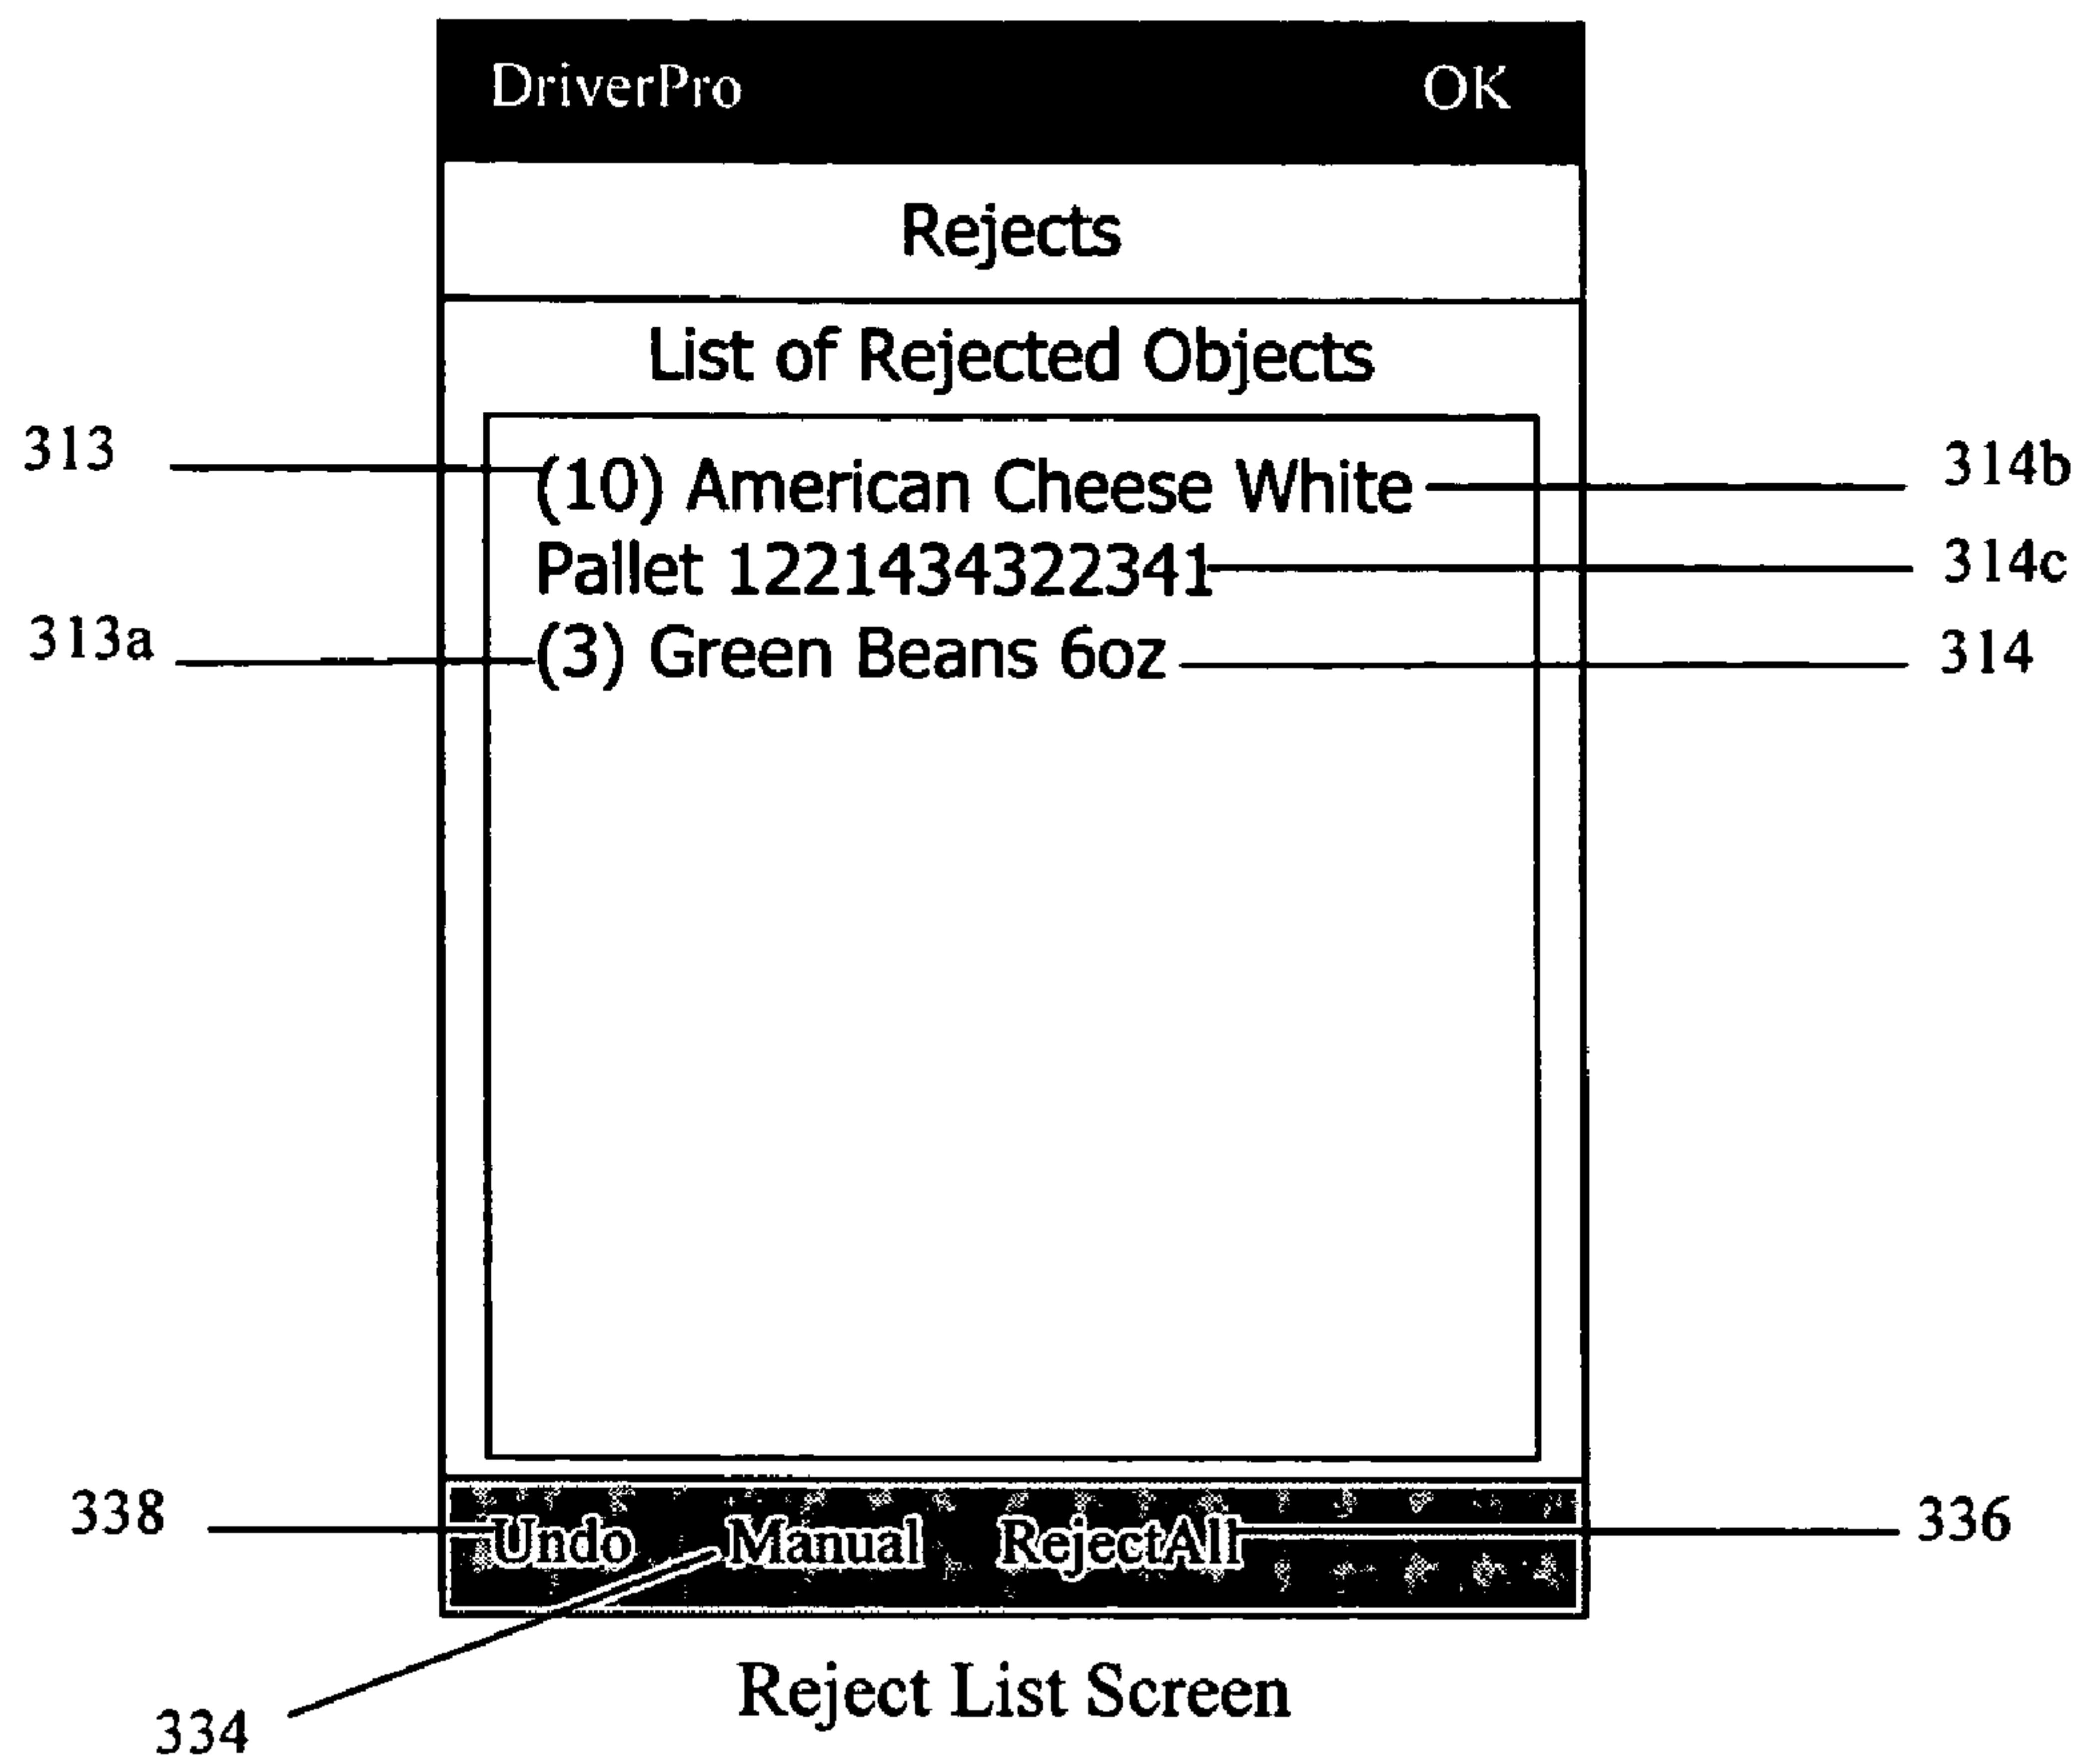 DriverPro OK
Rejects
List of Rejected Objects
313 (10) American Cheese White 314b
Pallet 1221434322341 314c
313a (3) Green Beans 6oz 314
338 Undo Manual RejectAll 336
334 Reject List Screen